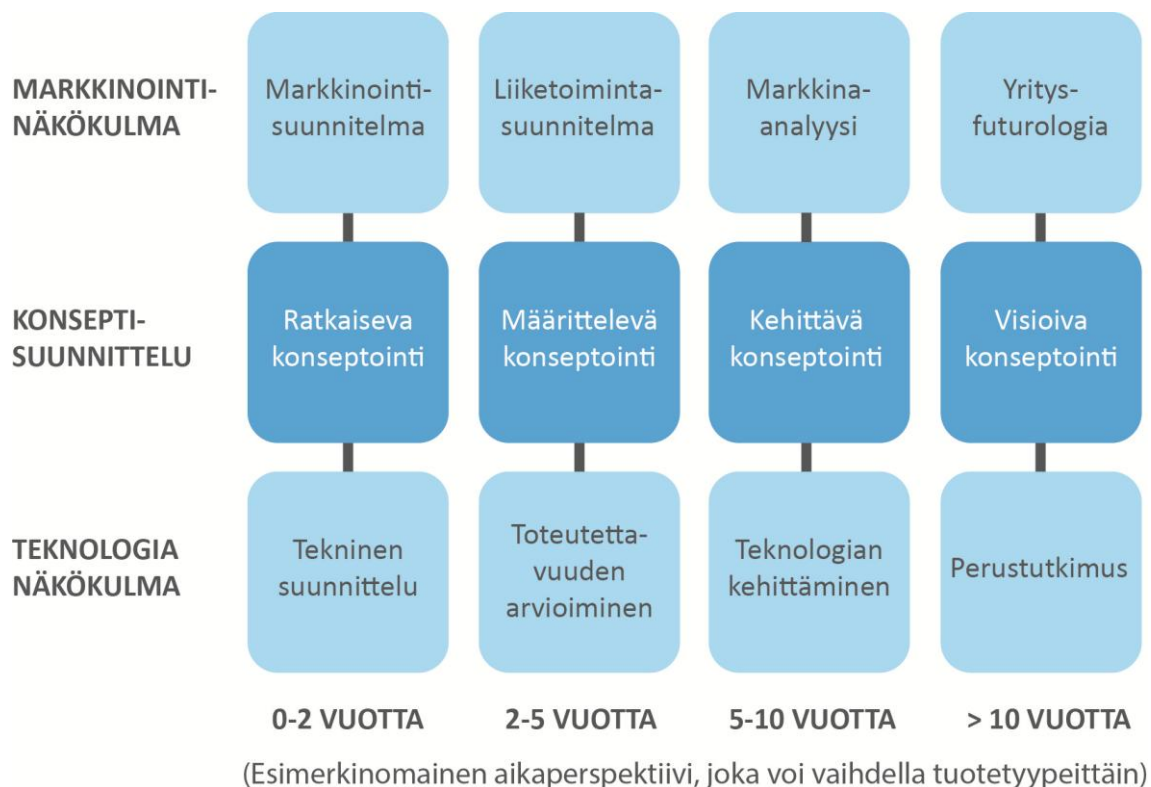 MARKKINOINTI-
NÄKÖKULMA
Markkinointi-
suunnitelma
Liiketoiminta-
suunnitelma
Markkina-
analyysi
Yritys-
futurologia
KONSEPTI-
SUUNNITTELU
Ratkaiseva
konseptointi
Määrittelevä
konseptointi
Kehittävä
konseptointi
Visioiva
konseptointi
TEKNOLOGIA
NÄKÖKULMA
Tekninen
suunnittelu
Toteutetta-
vuuden
arvioiminen
Teknologian
kehittäminen
Perustutkimus
0-2 VUOTTA
2-5 VUOTTA
5-10 VUOTTA
> 10 VUOTTA
(Esimerkinomainen aikaperspektiivi, joka voi vaihdella tuotetyypeittäin)